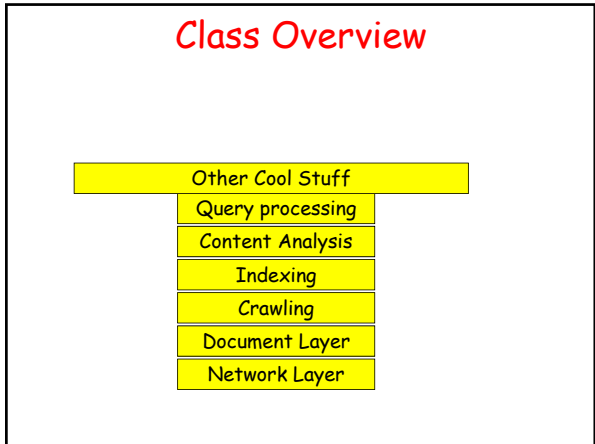 Class Overview
Other Cool Stuff
Query processing
Content Analysis
Indexing
Crawling
Document Layer
Network Layer